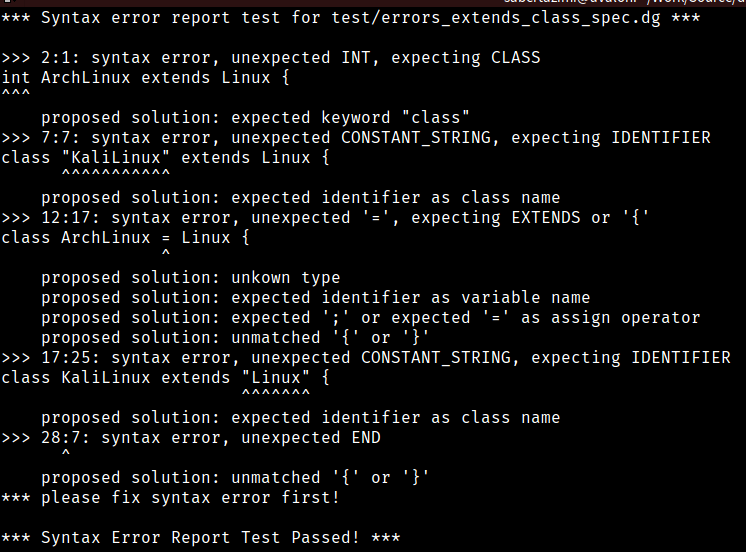 *** Syntax error report test for test/errors_extends_class_spec.dg ***
>>> 2:1: syntax error, unexpected INT, expecting CLASS
int ArchLinux extends Linux {
^^^
    proposed solution: expected keyword "class"
>>> 7:7: syntax error, unexpected CONSTANT_STRING, expecting IDENTIFIER
class "KaliLinux" extends Linux {
      ^^^^^^^^^^^
    proposed solution: expected identifier as class name
>>> 12:17: syntax error, unexpected '=', expecting EXTENDS or '{'
class ArchLinux = Linux {
                ^
    proposed solution: unkown type
    proposed solution: expected identifier as variable name
    proposed solution: expected ';' or expected '=' as assign operator
    proposed solution: unmatched '{' or '}'
>>> 17:25: syntax error, unexpected CONSTANT_STRING, expecting IDENTIFIER
class KaliLinux extends "Linux" {
                        ^^^^^^^
    proposed solution: expected identifier as class name
>>> 28:7: syntax error, unexpected END
      ^
    proposed solution: unmatched '{' or '}'
*** please fix syntax error first!
*** Syntax Error Report Test Passed! ***